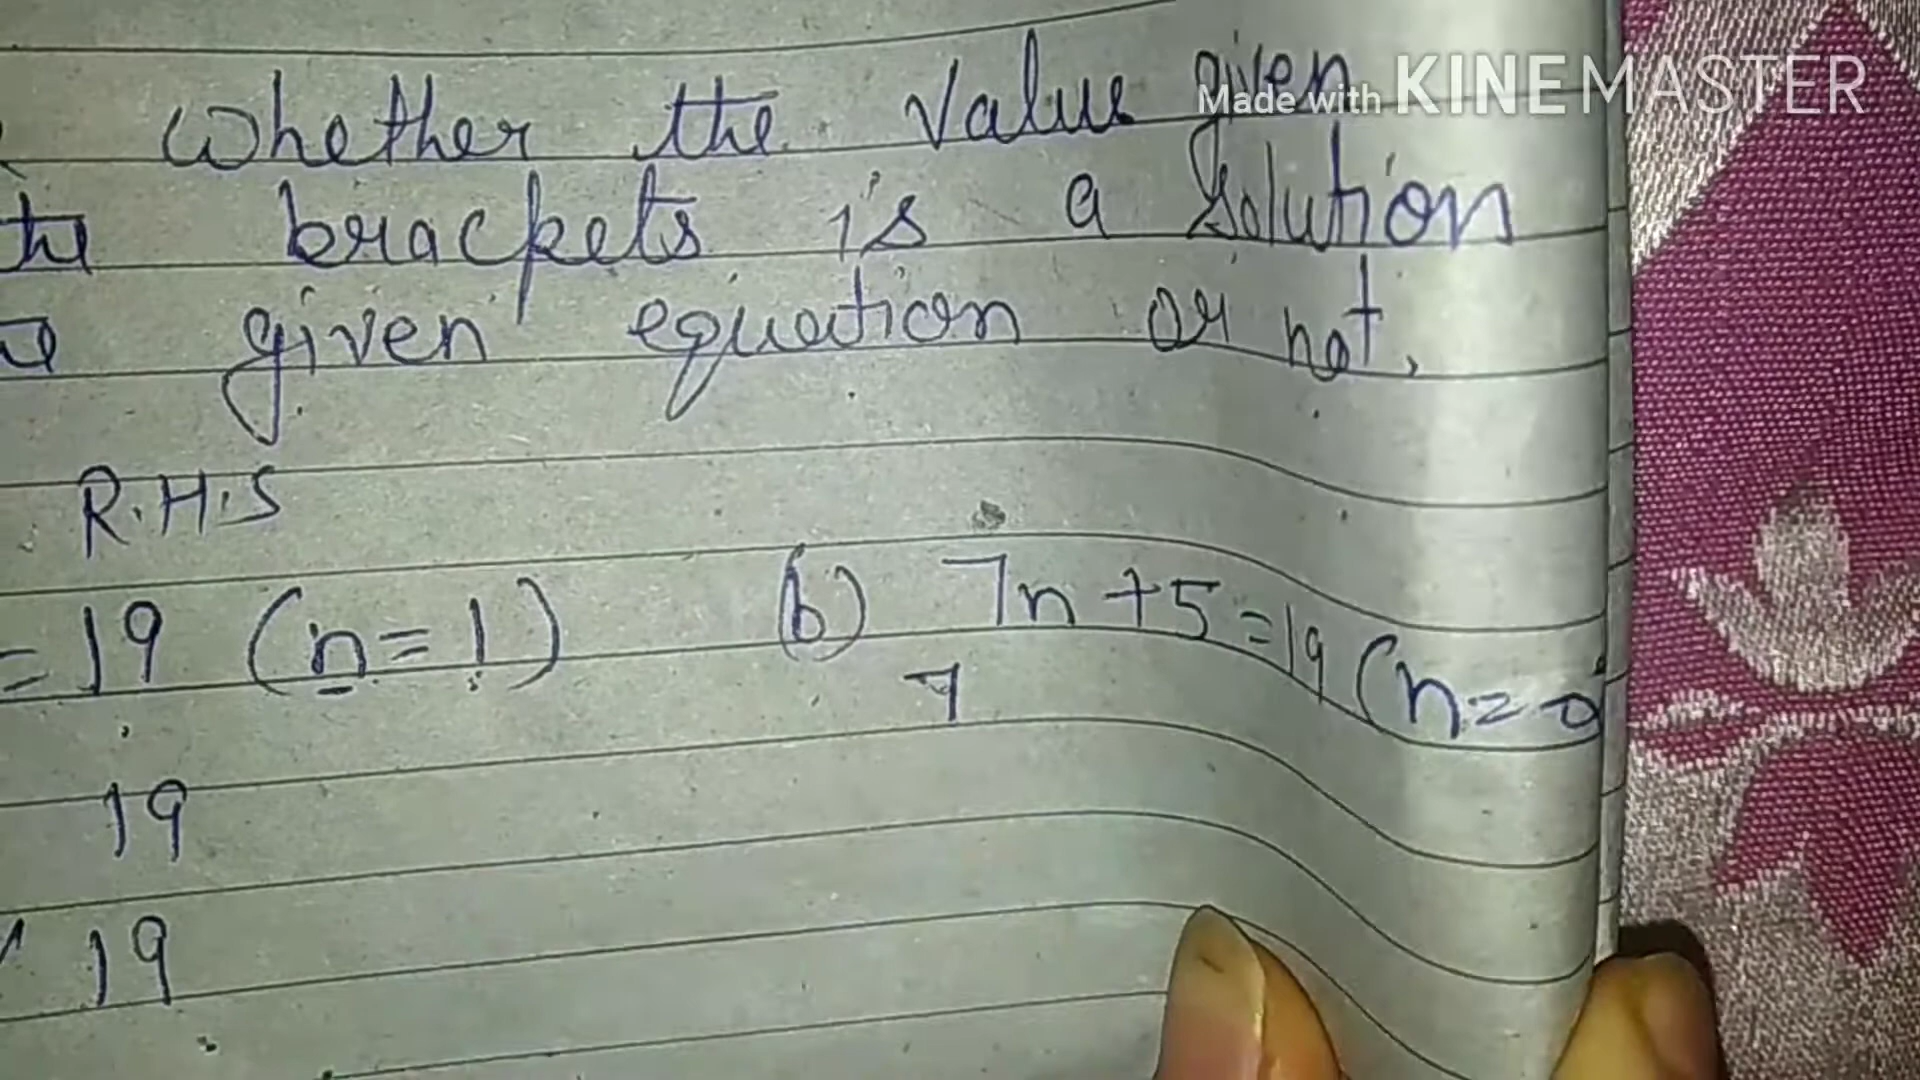 Made with KINEMASTER
whether the value given
the brackets is a solution
given equation or not.
R.H.S
= 19 (n=1) (b) 7n +5=19 (n=
7
19
19